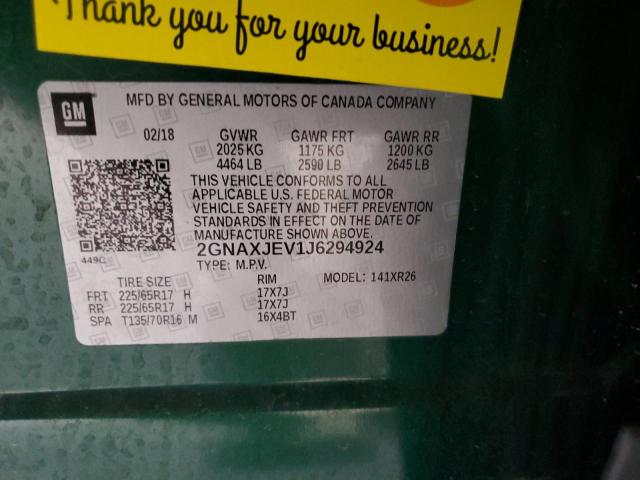 Thank you for your business!
GM
MFD BY GENERAL MOTORS OF CANADA COMPANY
02/18 GVWR GAWR FRT GAWR RR
2025 KG 1175 KG 1200 KG
4464 LB 2590 LB 2645 LB
THIS VEHICLE CONFORMS TO ALL
APPLICABLE U.S. FEDERAL MOTOR
VEHICLE SAFETY AND THEFT PREVENTION
STANDARDS IN EFFECT ON THE DATE OF
MANUFACTURE SHOWN ABOVE.
2GNAXJEV1J6294924
449C
TYPE: M.P.V.
TIRE SIZE RIM MODEL: 141XR26
FRT 225/65R17 H 17X7J
RR 225/65R17 H 17X7J
SPA T135/70R16 M 16X4BT